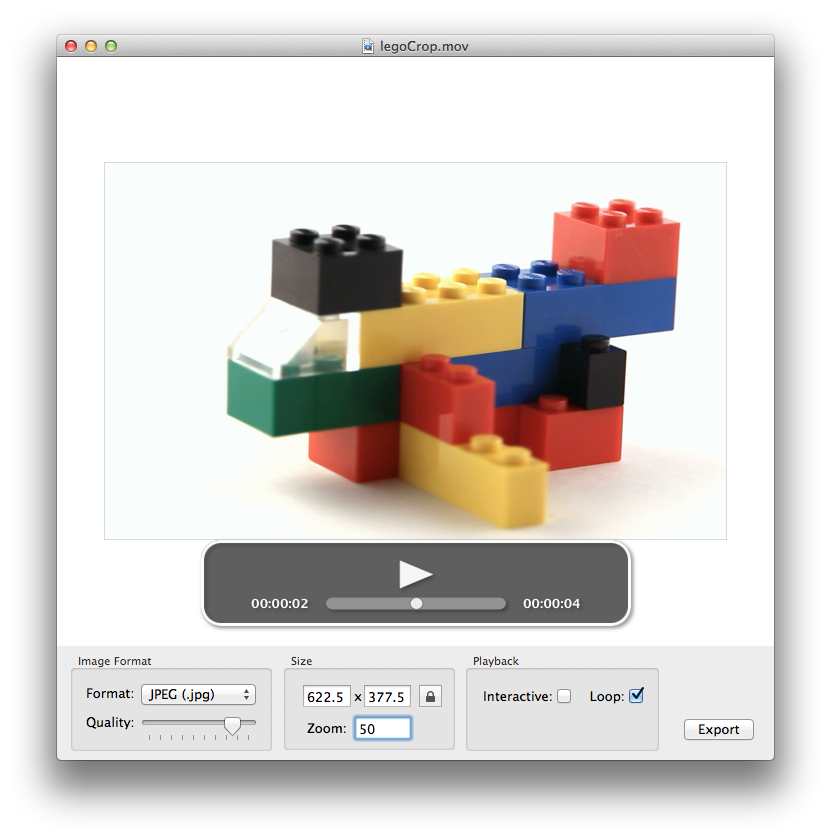 legoCrop.mov
00:00:02 00:00:04
Image Format Size Playback
Format: JPEG (.jpg) 622.5 x 377.5 Interactive: Loop:
Quality: Zoom: 50 Export